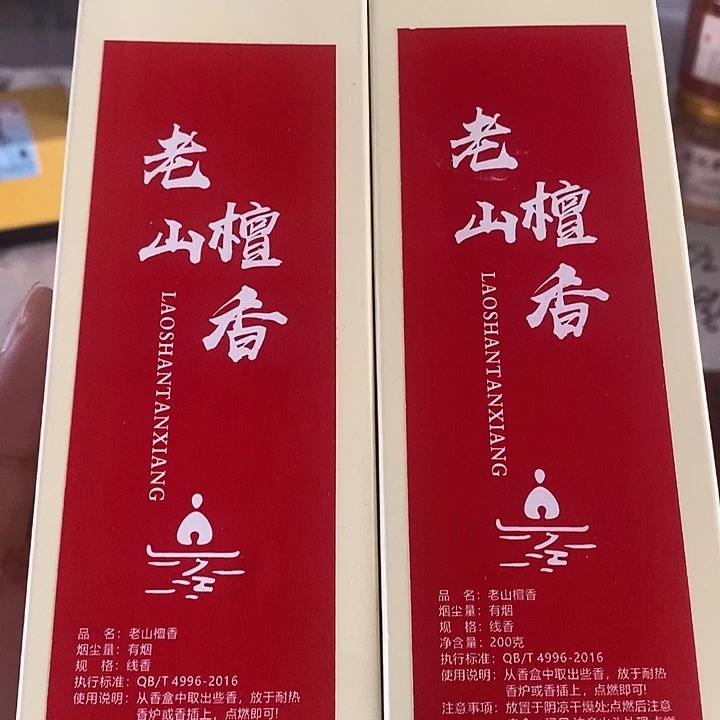 老
山檀
香
LAOSHANTANXIANG
品 名：老山檀香
烟尘量：有烟
规 格：线香
执行标准：QB/T 4996-2016
使用说明：从香盒中取出些香，放于耐热
香炉或香插上，点燃即可!
老
山檀
香
LAOSHANTANXIANG
品 名：老山檀香
烟尘量：有烟
规 格：线香
净含量：200克
执行标准：QB/T 4996-2016
使用说明：从香盒中取出些香，放于耐热
香炉或香插上，点燃即可!
注意事项：放置于阴凉干燥处;点燃后注意